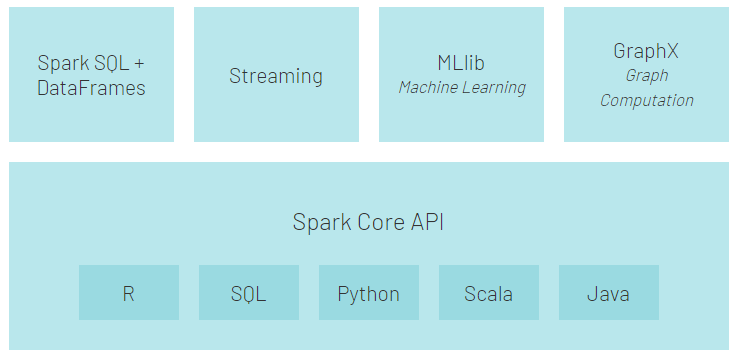 Spark SQL +
DataFrames
Streaming
MLlib
Machine Learning
GraphX
Graph
Computation
Spark Core API
R
SQL
Python
Scala
Java